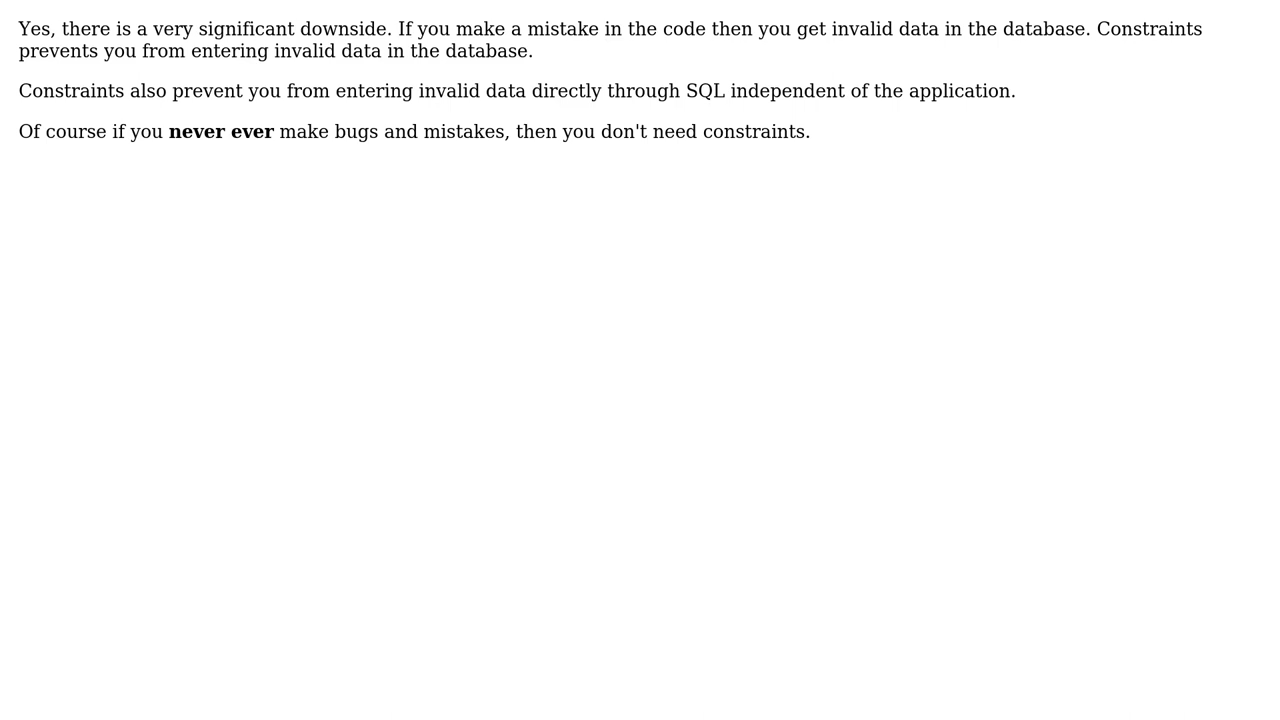 Yes, there is a very significant downside. If you make a mistake in the code then you get invalid data in the database. Constraints
prevents you from entering invalid data in the database.
Constraints also prevent you from entering invalid data directly through SQL independent of the application.
Of course if you never ever make bugs and mistakes, then you don't need constraints.